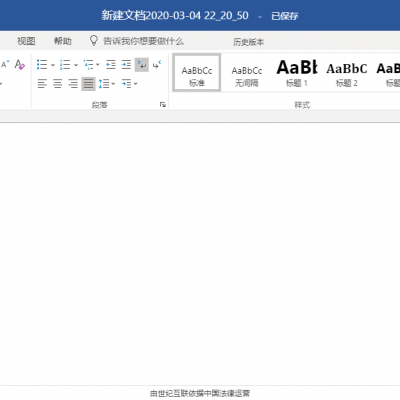 新建文档2020-03-04 22_20_50 - 已保存
视图 帮助 告诉我你想要做什么 历史版本
AaBbCc AaBbCc AaBb AaBbC AaB
标准 无间隔 标题 1 标题 2 标题
段落 样式
由世纪互联依据中国法律运营